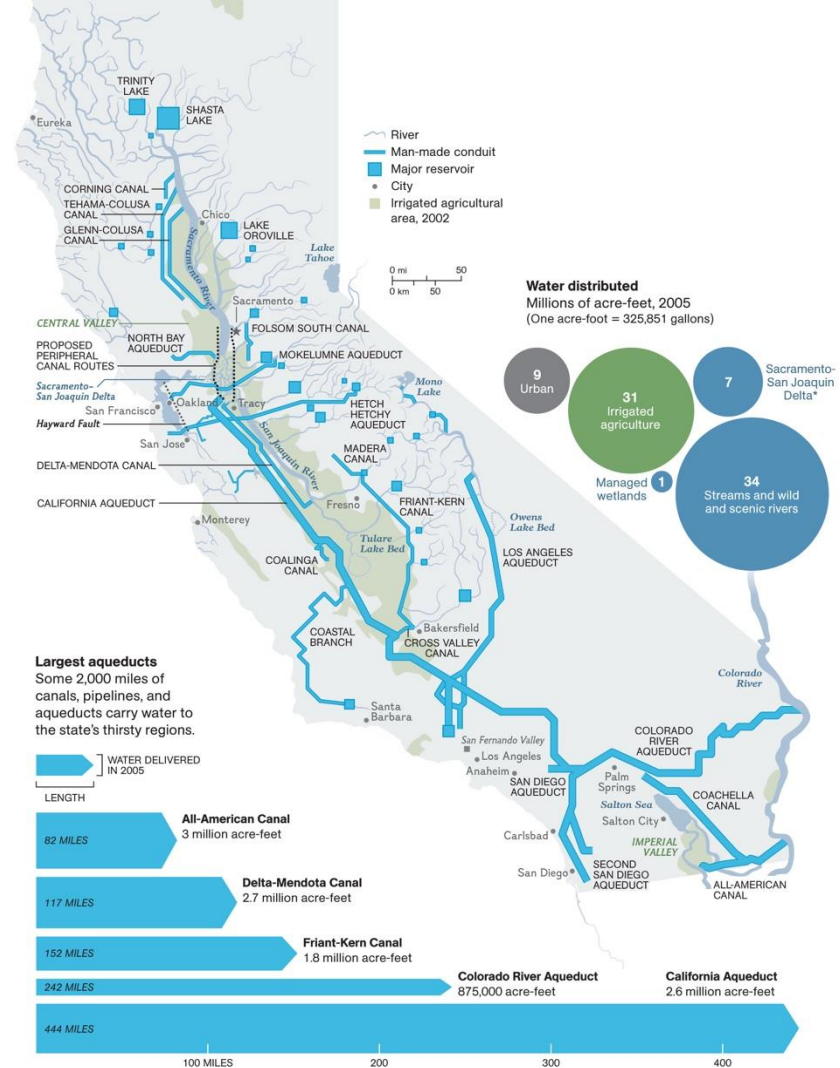 TRINITY
LAKE
SHASTA
LAKE
Eureka
River
Man-made conduit
Major reservoir
City
Irrigated agricultural
area, 2002
CORNING CANAL
TEHAMA-COLUSA
CANAL
GLENN-COLUSA
CANAL
Chico
LAKE
OROVILLE
Sacramento River
Lake
Tahoe
0 mi 50
0 km 50
Water distributed
Millions of acre-feet, 2005
(One acre-foot = 325,851 gallons)
9
Urban
31
Irrigated
agriculture
7
Sacramento-
San Joaquin
Delta*
Managed
wetlands
1
34
Streams and wild
and scenic rivers
Sacramento
CENTRAL VALLEY
NORTH BAY
AQUEDUCT
FOLSOM SOUTH CANAL
PROPOSED
PERIPHERAL
CANAL ROUTES
MOKELUMNE AQUEDUCT
Sacramento-
San Joaquin Delta
Mono
Lake
Oakland
Tracy
San Francisco
HETCH
HETCHY
AQUEDUCT
Hayward Fault
San Jose
San Joaquin River
MADERA
CANAL
DELTA-MENDOTA CANAL
CALIFORNIA AQUEDUCT
Fresno
FRIANT-KERN
CANAL
Monterey
Owens
Lake Bed
Tulare
Lake Bed
LOS ANGELES
AQUEDUCT
COALINGA
CANAL
COASTAL
BRANCH
Bakersfield
CROSS VALLEY
CANAL
Colorado
River
Santa
Barbara
San Fernando Valley
Los Angeles
Anaheim
COLORADO
RIVER
AQUEDUCT
SAN DIEGO
AQUEDUCT
Palm
Springs
COACHELLA
CANAL
Salton Sea
Salton City
Carlsbad
IMPERIAL
VALLEY
San Diego
SECOND
SAN DIEGO
AQUEDUCT
ALL-AMERICAN
CANAL
Largest aqueducts
Some 2,000 miles of
canals, pipelines, and
aqueducts carry water to
the state's thirsty regions.
WATER DELIVERED
IN 2005
LENGTH
All-American Canal
3 million acre-feet
82 MILES
Delta-Mendota Canal
2.7 million acre-feet
117 MILES
Friant-Kern Canal
1.8 million acre-feet
152 MILES
Colorado River Aqueduct
875,000 acre-feet
242 MILES
California Aqueduct
2.6 million acre-feet
444 MILES
100 MILES 200 300 400